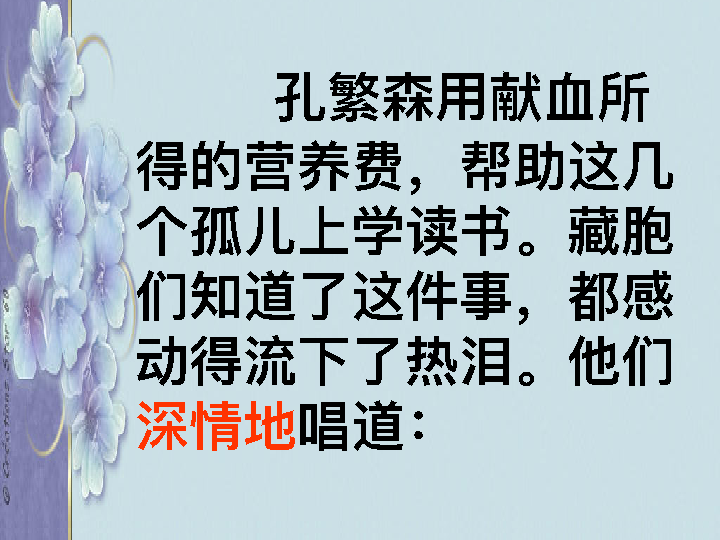 孔繁森用献血所
得的营养费，帮助这几
个孤儿上学读书。藏胞
们知道了这件事，都感
动得流下了热泪。他们
深情地唱道：